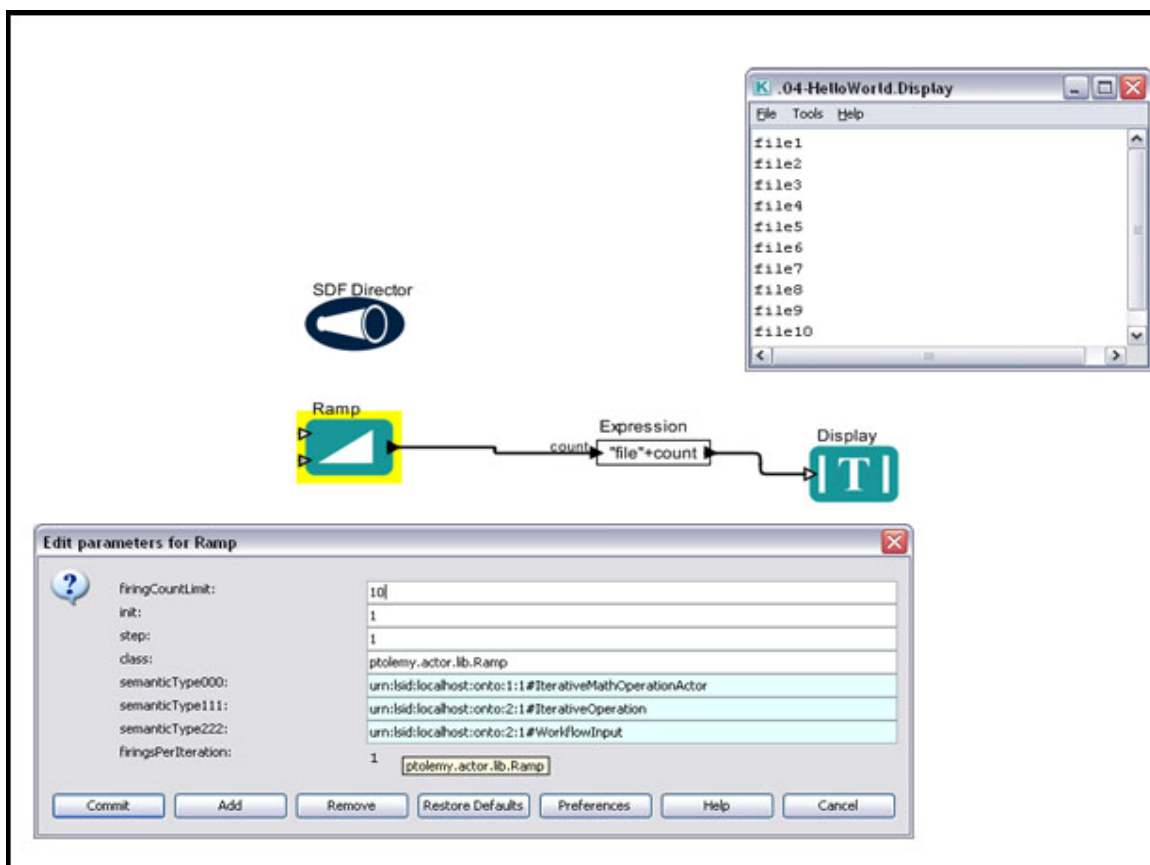 .04-HelloWorld.Display
File Tools Help
file1
file2
file3
file4
file5
file6
file7
file8
file9
file10
SDF Director
Ramp
count
Expression
"file"+count
Display
T
Edit parameters for Ramp
firingCountLimit: 10
init: 1
step: 1
class: ptolemy.actor.lib.Ramp
semanticType000: urn:lsid:localhost:onto:1:1#IterativeMathOperationActor
semanticType111: urn:lsid:localhost:onto:2:1#IterativeOperation
semanticType222: urn:lsid:localhost:onto:2:1#WorkflowInput
firingsPerIteration: 1
ptolemy.actor.lib.Ramp
Commit Add Remove Restore Defaults Preferences Help Cancel